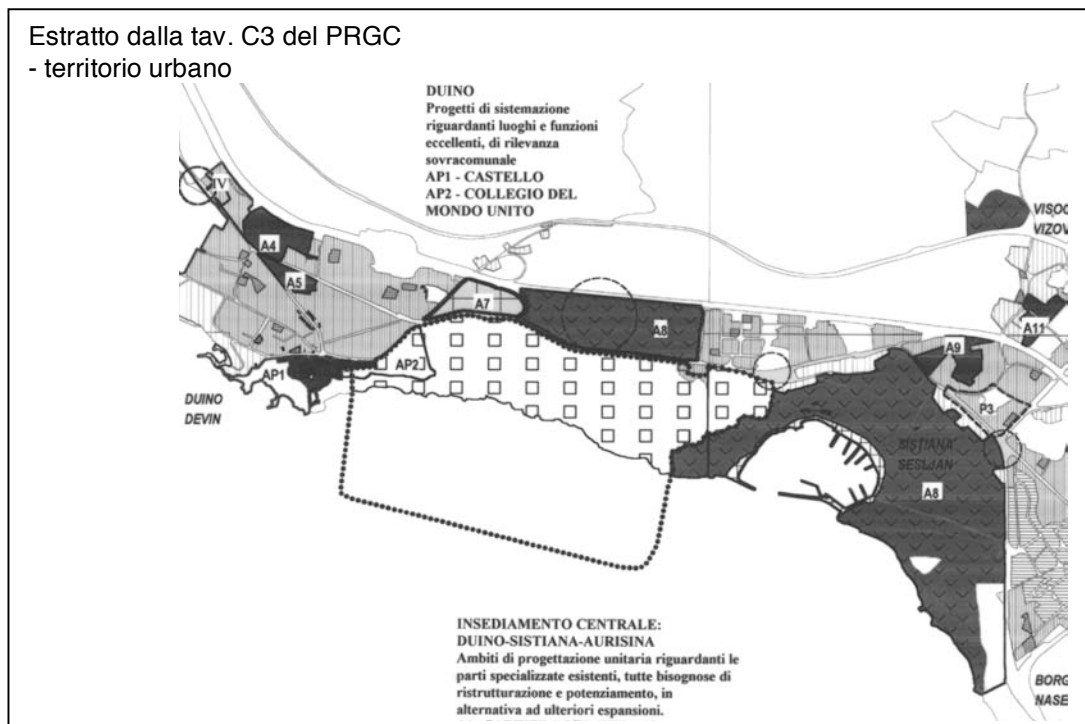 Estratto dalla tav. C3 del PRGC
- territorio urbano
DUINO
Progetti di sistemazione
riguardanti luoghi e funzioni
eccellenti, di rilevanza
sovracomunale
AP1 - CASTELLO
AP2 - COLLEGIO DEL
MONDO UNITO
IV
A4
A5
A7
A8
VISOG
VIZOV
A11
A9
AP1
AP2
P3
DUINO
DEVIN
SISTIANA
SESLJAN
A8
INSEDIAMENTO CENTRALE:
DUINO-SISTIANA-AURISINA
Ambiti di progettazione unitaria riguardanti le
parti specializzate esistenti, tutte bisognose di
ristrutturazione e potenziamento, in
alternativa ad ulteriori espansioni.
BORG
NASE